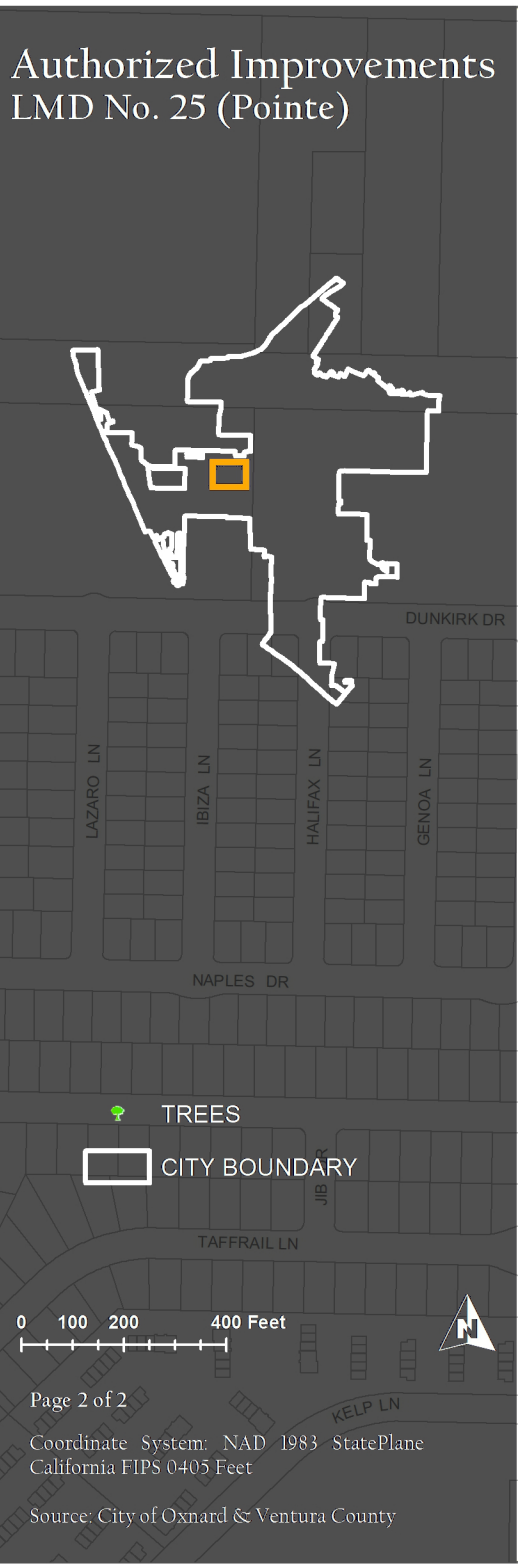 Authorized Improvements
LMD No. 25 (Pointe)
DUNKIRK DR
LAZARO LN
IBIZA LN
HALIFAX LN
GENOA LN
NAPLES DR
TREES
CITY BOUNDARY
JIB DR
TAFFRAIL LN
0 100 200 400 Feet
N
Page 2 of 2
KELP LN
Coordinate System: NAD 1983 StatePlane
California FIPS 0405 Feet
Source: City of Oxnard & Ventura County